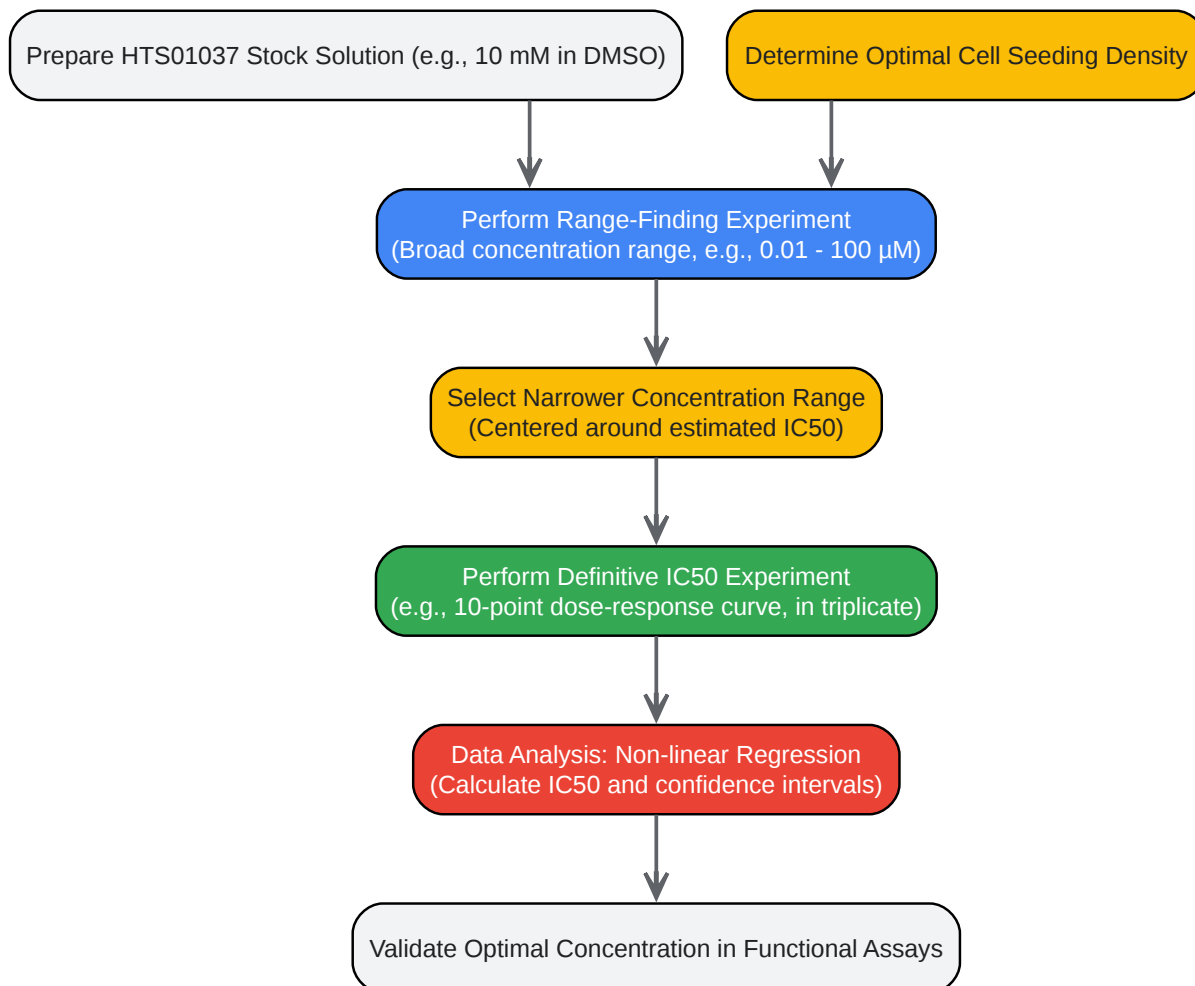 Prepare HTS01037 Stock Solution (e.g., 10 mM in DMSO)
Determine Optimal Cell Seeding Density
Perform Range-Finding Experiment
(Broad concentration range, e.g., 0.01 - 100 µM)
Select Narrower Concentration Range
(Centered around estimated IC50)
Perform Definitive IC50 Experiment
(e.g., 10-point dose-response curve, in triplicate)
Data Analysis: Non-linear Regression
(Calculate IC50 and confidence intervals)
Validate Optimal Concentration in Functional Assays